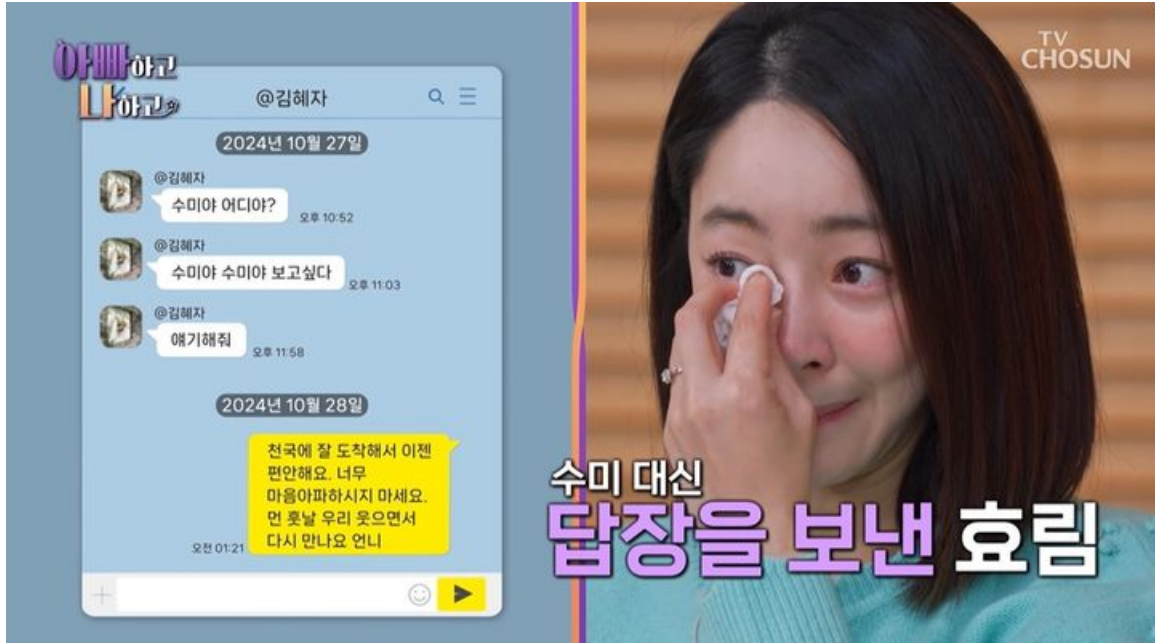 아빠하고
나하고
TV
CHOSUN
@김혜자
2024년 10월 27일
@김혜자
수미야 어디야?
오후 10:52
@김혜자
수미야 수미야 보고싶다
오후 11:03
@김혜자
얘기해줘
오후 11:58
2024년 10월 28일
천국에 잘 도착해서 이젠
편안해요. 너무
마음아파하시지 마세요.
먼 훗날 우리 웃으면서
다시 만나요 언니
오전 01:21
수미 대신
답장을 보낸 효림